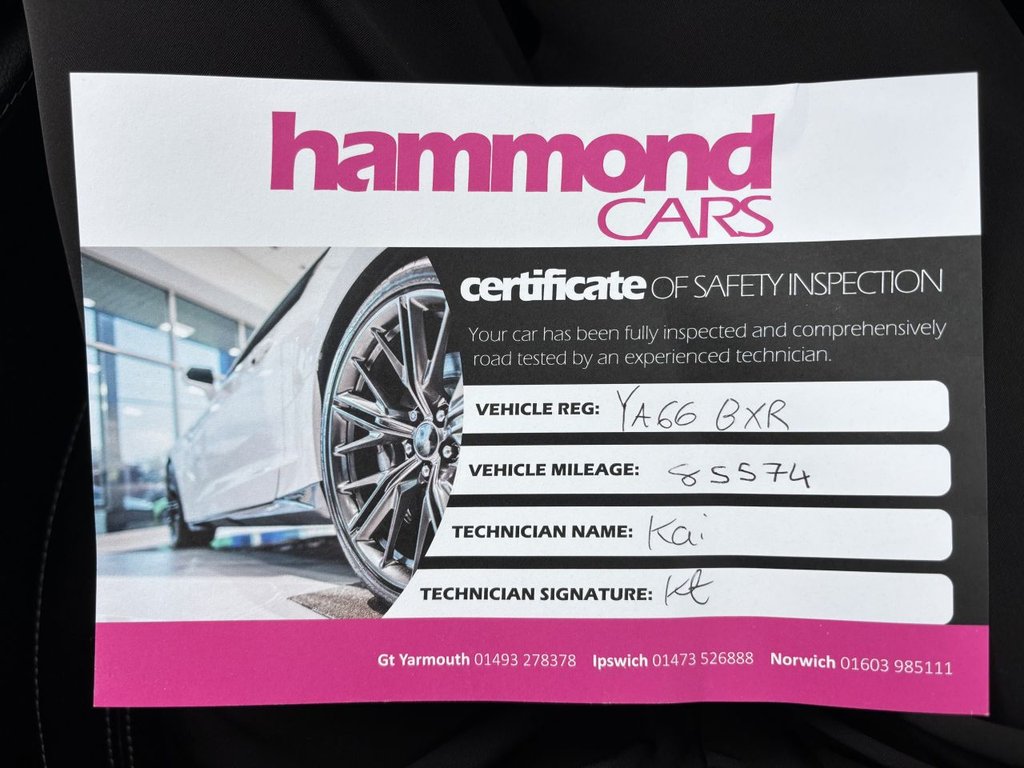 hammond
CARS
certificate OF SAFETY INSPECTION
Your car has been fully inspected and comprehensively
road tested by an experienced technician.
VEHICLE REG: YA66 BXR
VEHICLE MILEAGE: 85574
TECHNICIAN NAME: Kai
TECHNICIAN SIGNATURE:
Gt Yarmouth 01493 278378 Ipswich 01473 526888 Norwich 01603 985111